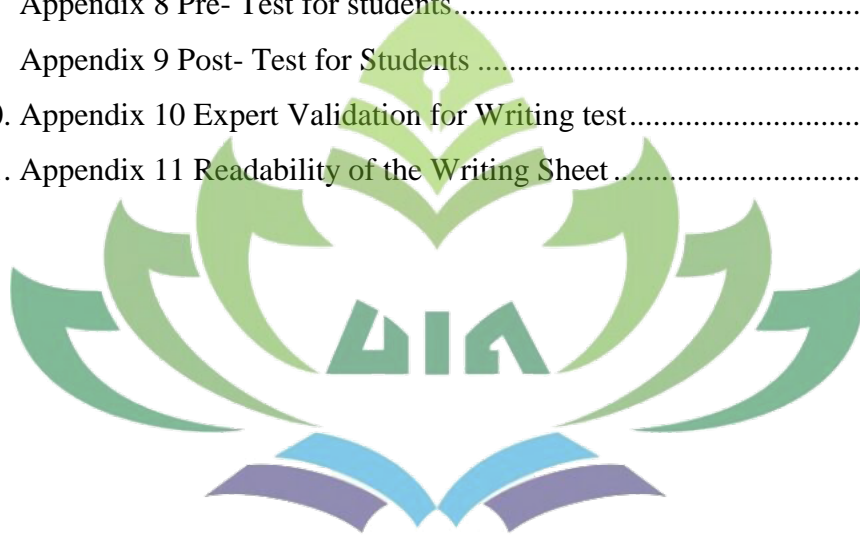 Appendix 8 Pre- Test for students
Appendix 9 Post- Test for Students
0. Appendix 10 Expert Validation for Writing test
. Appendix 11 Readability of the Writing Sheet
UIN